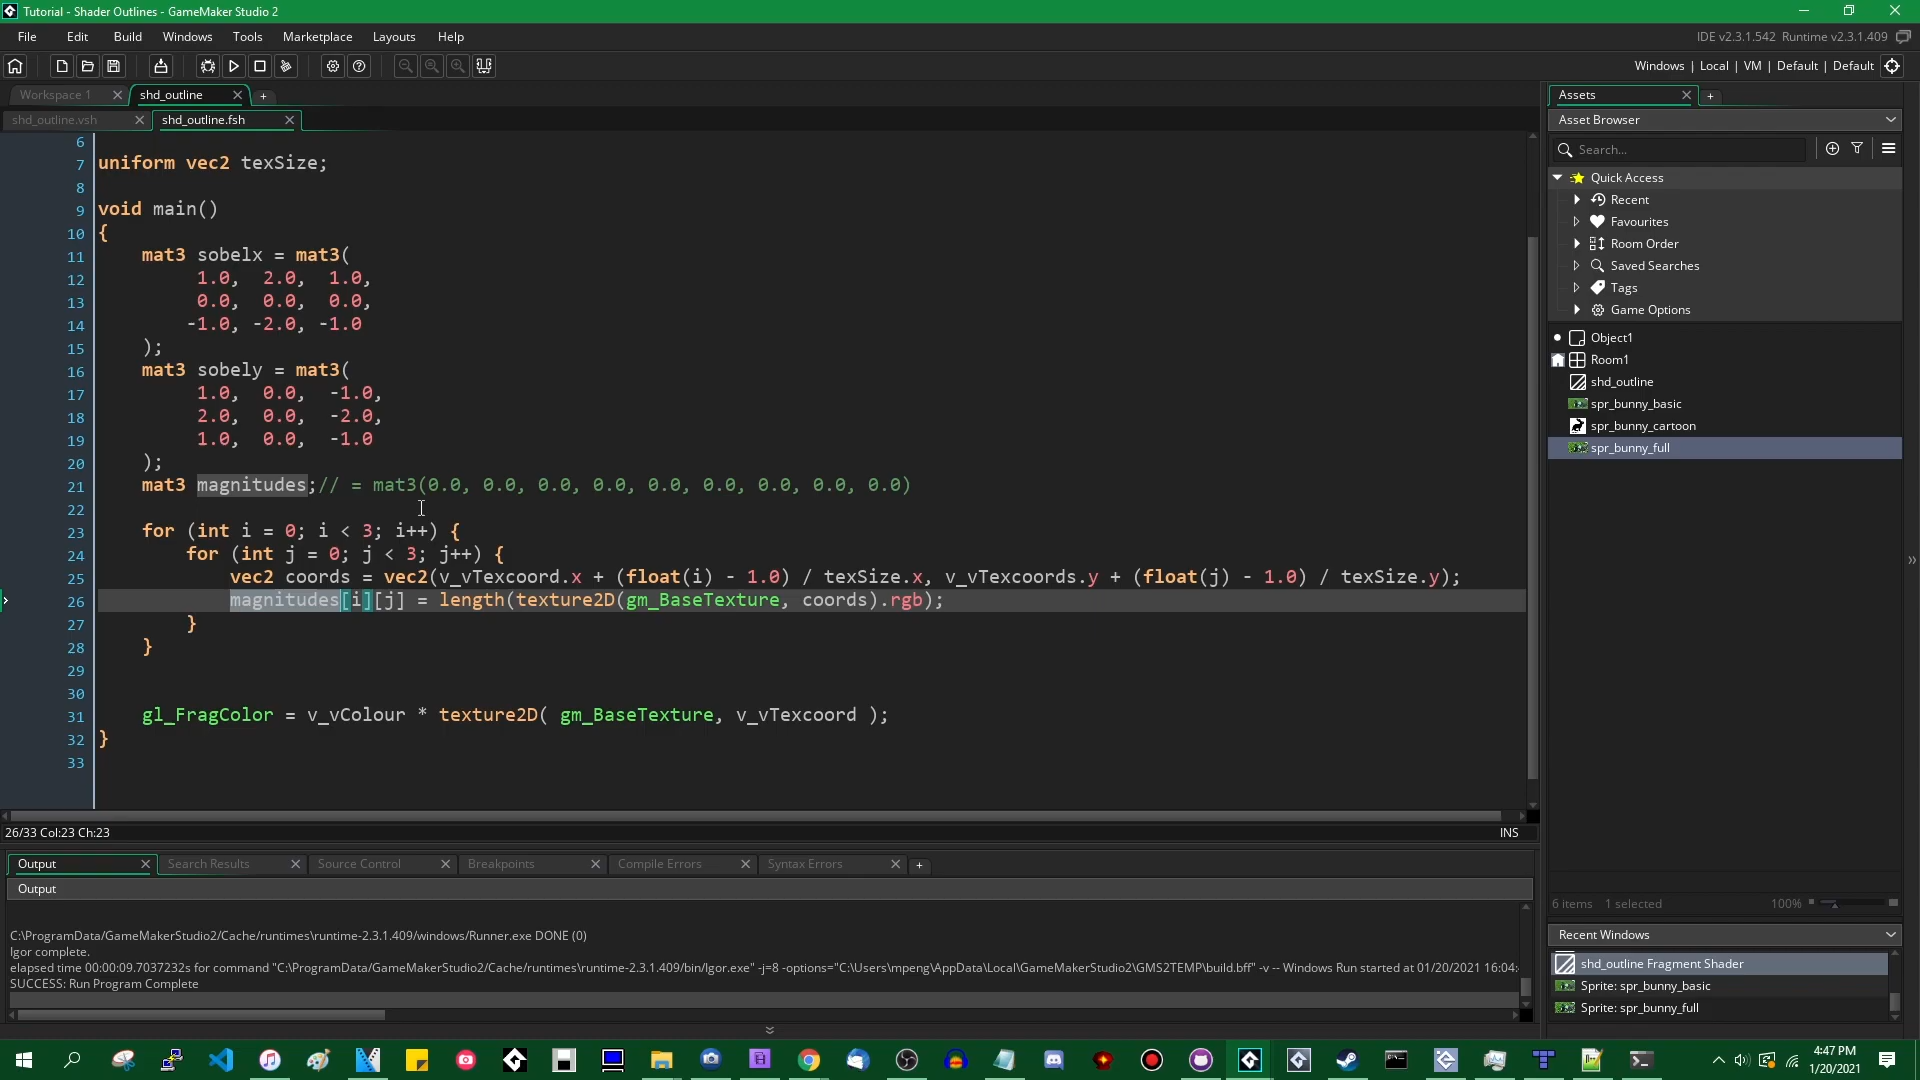 Tutorial - Shader Outlines - GameMaker Studio 2
File Edit Build Windows Tools Marketplace Layouts Help
IDE v2.3.1.542 Runtime v2.3.1.409
Windows | Local | VM | Default | Default
Workspace 1
shd_outline
shd_outline.vsh
shd_outline.fsh
6
7 uniform vec2 texSize;
8
9 void main()
10 {
11 mat3 sobelx = mat3(
12 1.0, 2.0, 1.0,
13 0.0, 0.0, 0.0,
14 -1.0, -2.0, -1.0
15 );
16 mat3 sobely = mat3(
17 1.0, 0.0, -1.0,
18 2.0, 0.0, -2.0,
19 1.0, 0.0, -1.0
20 );
21 mat3 magnitudes;// = mat3(0.0, 0.0, 0.0, 0.0, 0.0, 0.0, 0.0, 0.0, 0.0)
22
23 for (int i = 0; i < 3; i++) {
24 for (int j = 0; j < 3; j++) {
25 vec2 coords = vec2(v_vTexcoord.x + (float(i) - 1.0) / texSize.x, v_vTexcoords.y + (float(j) - 1.0) / texSize.y);
26 magnitudes[i][j] = length(texture2D(gm_BaseTexture, coords).rgb);
27 }
28 }
29
30
31 gl_FragColor = v_vColour * texture2D( gm_BaseTexture, v_vTexcoord );
32 }
33
26/33 Col:23 Ch:23
INS
Output
Search Results
Source Control
Breakpoints
Compile Errors
Syntax Errors
Output
C:\ProgramData/GameMakerStudio2/Cache/runtimes\runtime-2.3.1.409/windows/Runner.exe DONE (0)
Igor complete.
elapsed time 00:00:09.7037232s for command "C:\ProgramData/GameMakerStudio2/Cache/runtimes\runtime-2.3.1.409/bin/Igor.exe" -j=8 -options="C:\Users\mpeng\AppData\Local\GameMakerStudio2\GMS2TEMP\build.bff" -v -- Windows Run started at 01/20/2021 16:04:
SUCCESS: Run Program Complete
Assets
Asset Browser
Search...
Quick Access
Recent
Favourites
Room Order
Saved Searches
Tags
Game Options
Object1
Room1
shd_outline
spr_bunny_basic
spr_bunny_cartoon
spr_bunny_full
6 items 1 selected 100%
Recent Windows
shd_outline Fragment Shader
Sprite: spr_bunny_basic
Sprite: spr_bunny_full
4:47 PM
1/20/2021